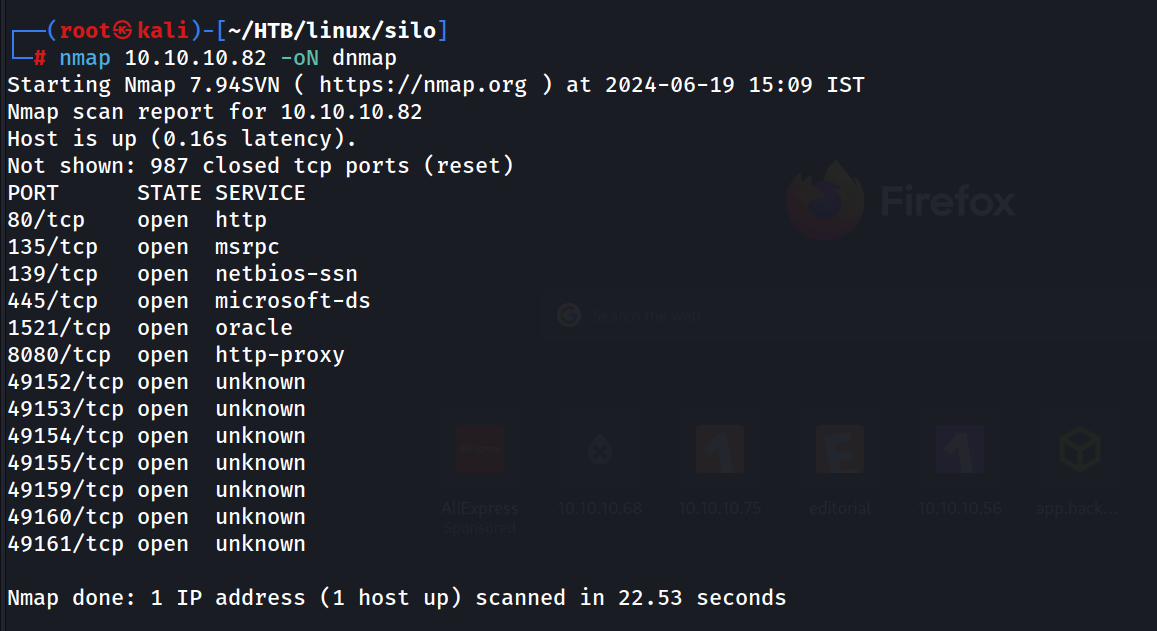 ┌──(root㉿kali)-[~/HTB/linux/silo]
└─# nmap 10.10.10.82 -oN dnmap
Starting Nmap 7.94SVN ( https://nmap.org ) at 2024-06-19 15:09 IST
Nmap scan report for 10.10.10.82
Host is up (0.16s latency).
Not shown: 987 closed tcp ports (reset)
PORT      STATE SERVICE
80/tcp    open  http
135/tcp   open  msrpc
139/tcp   open  netbios-ssn
445/tcp   open  microsoft-ds
1521/tcp  open  oracle
8080/tcp  open  http-proxy
49152/tcp open  unknown
49153/tcp open  unknown
49154/tcp open  unknown
49155/tcp open  unknown
49159/tcp open  unknown
49160/tcp open  unknown
49161/tcp open  unknown
Nmap done: 1 IP address (1 host up) scanned in 22.53 seconds
Firefox
Search the web
AliExpress
Sponsored
10.10.10.68
10.10.10.75
editorial
10.10.10.56
app.hack...